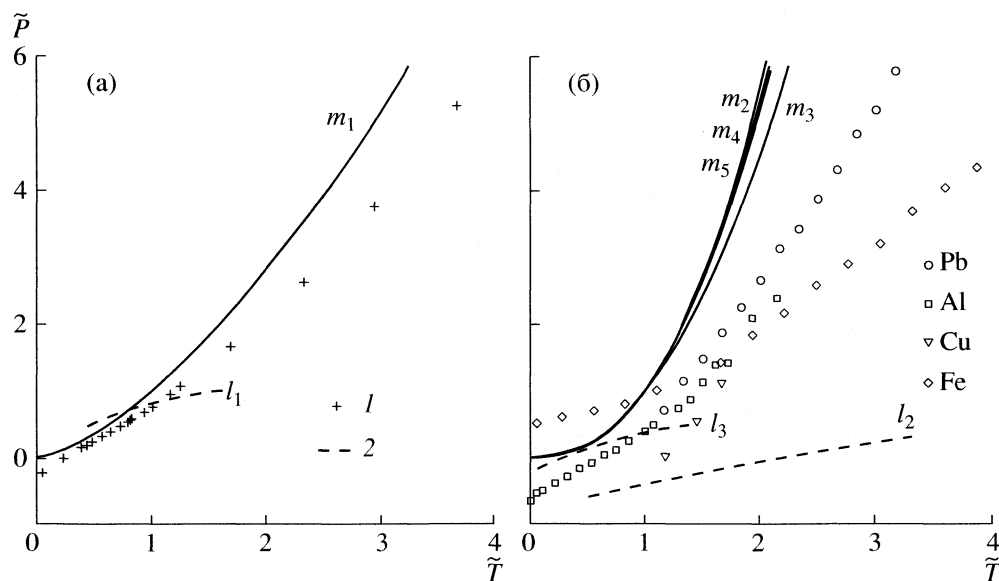 P̃
6
4
2
0
(а)
m₁
l₁
1
2
0 1 2 3 4
T̃
(б)
m₂
m₃
m₄
m₅
l₃
l₂
Pb
Al
Cu
Fe
0 1 2 3 4
T̃